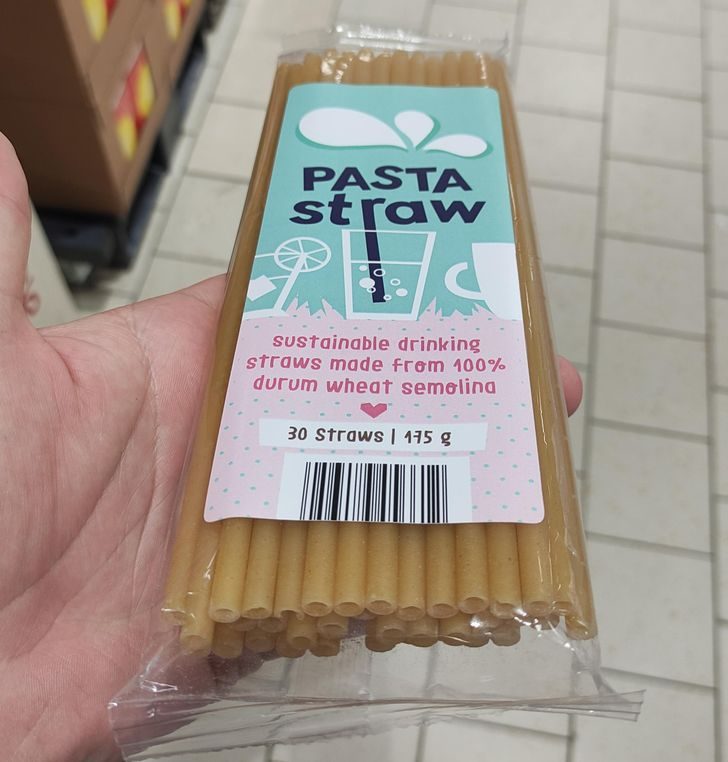 PASTA
straw
sustainable drinking
straws made from 100%
durum wheat semolina
30 Straws | 175 g